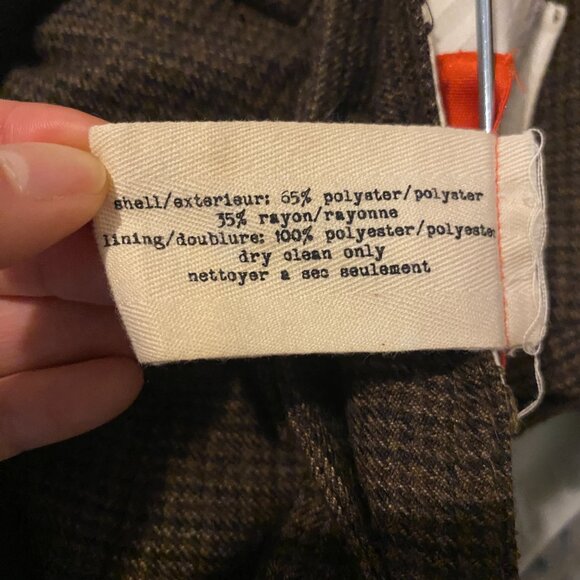 shell/exterieur: 65% polyster/polyster
35% rayon/rayonne
lining/doublure: 100% polyester/polyester
dry clean only
nettoyer a sec seulement